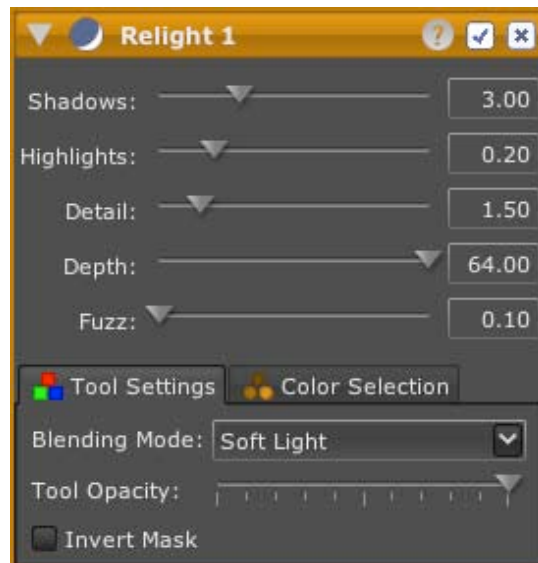 Relight 1 ?
Shadows: 3.00
Highlights: 0.20
Detail: 1.50
Depth: 64.00
Fuzz: 0.10
Tool Settings Color Selection
Blending Mode: Soft Light
Tool Opacity:
Invert Mask